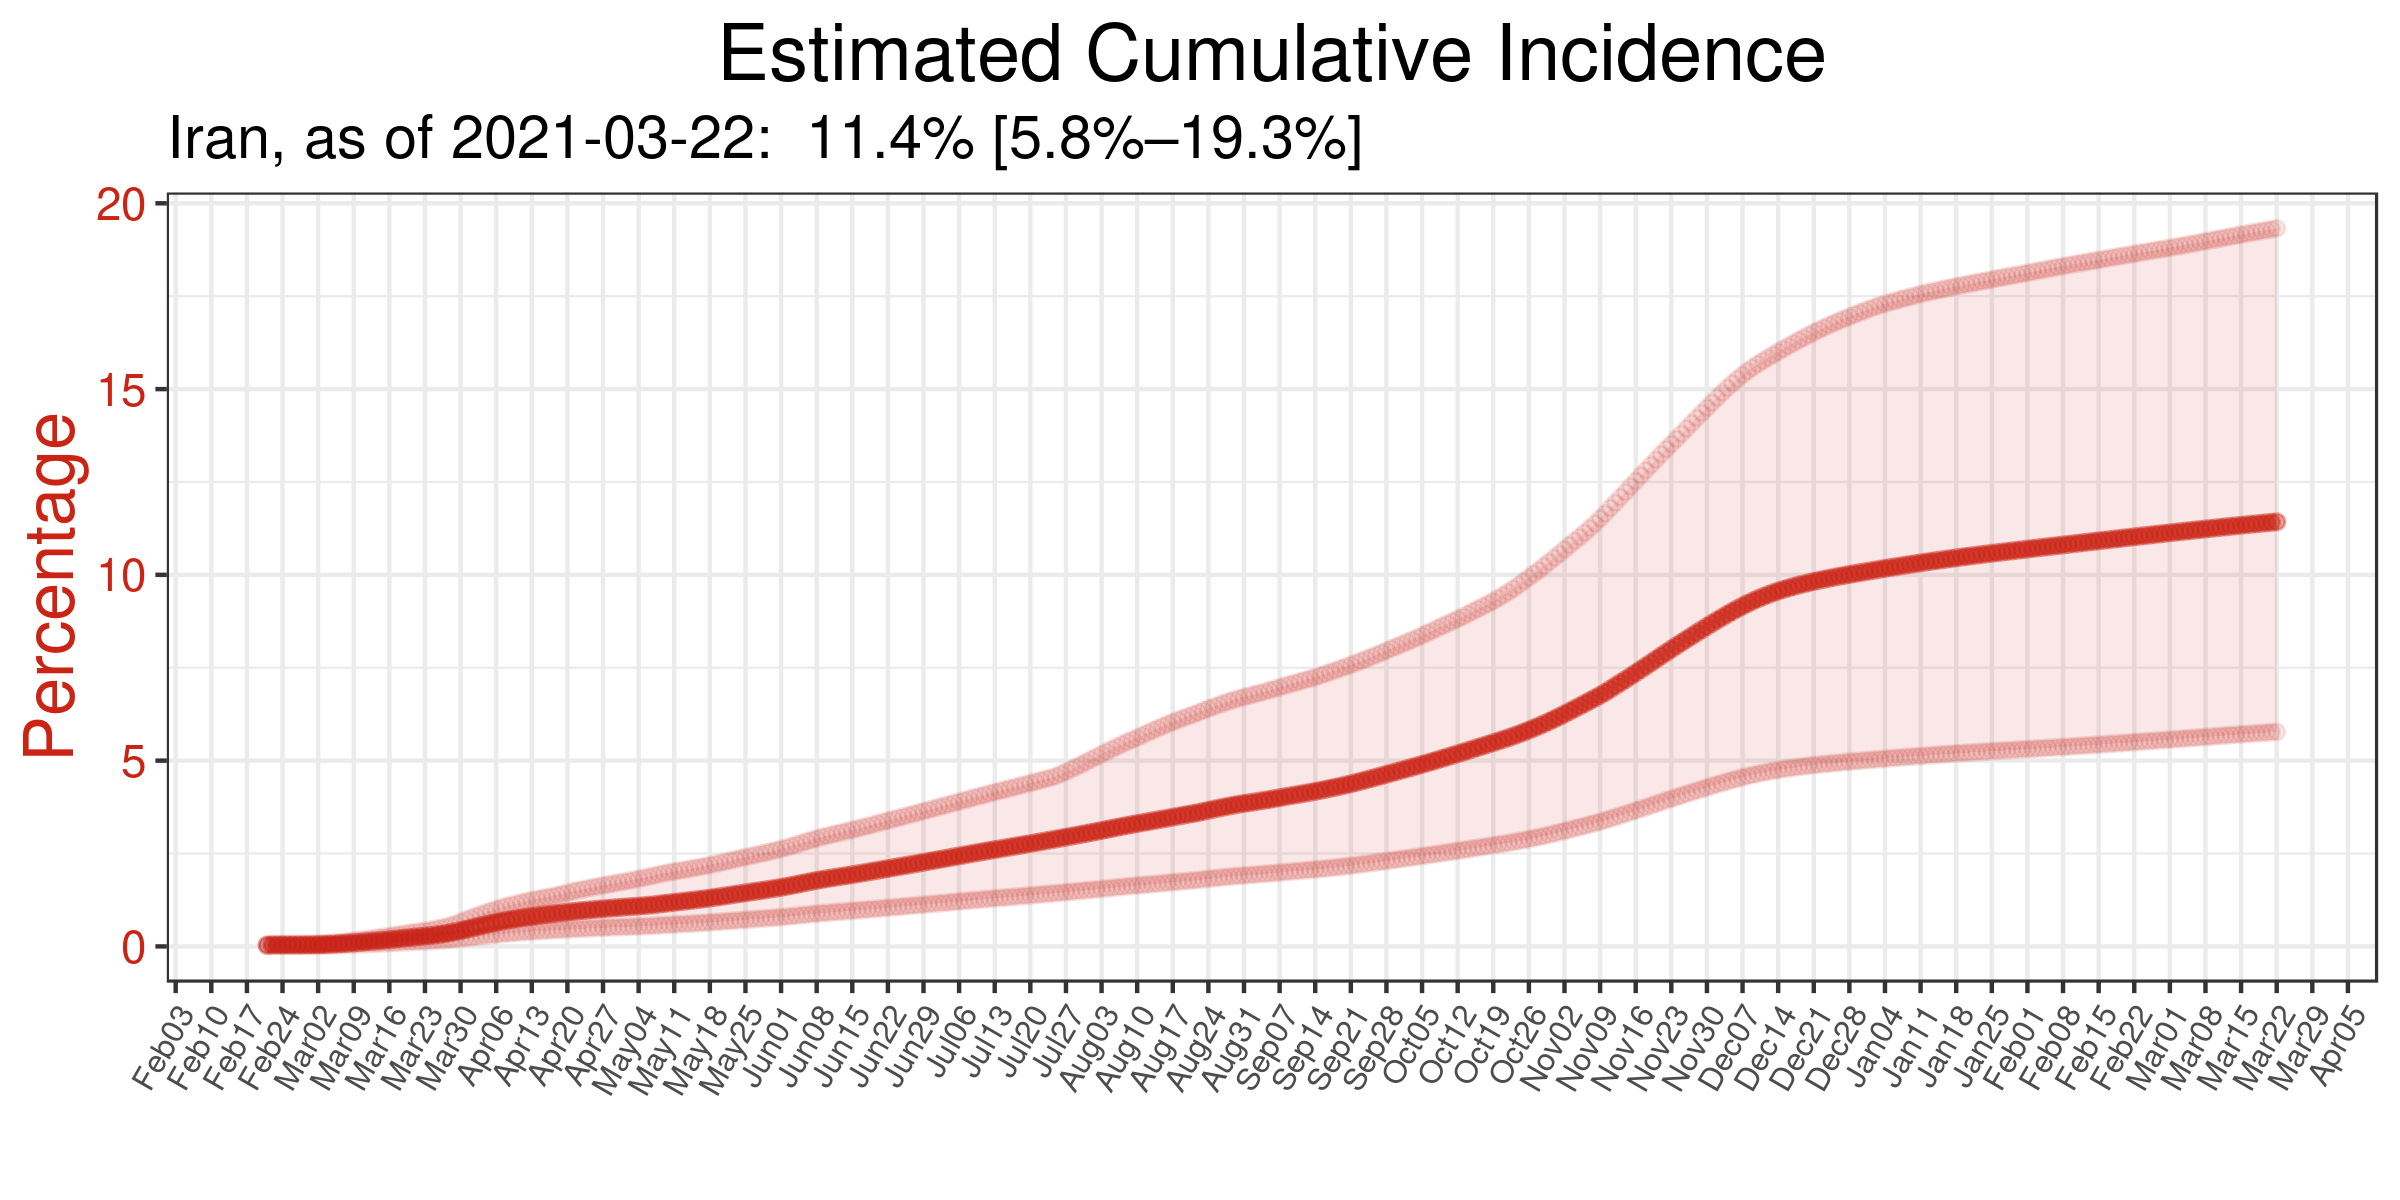 Estimated Cumulative Incidence
Iran, as of 2021-03-22:  11.4% [5.8%–19.3%]
Percentage
20
15
10
5
0
Feb03
Feb10
Feb17
Feb24
Mar02
Mar09
Mar16
Mar23
Mar30
Apr06
Apr13
Apr20
Apr27
May04
May11
May18
May25
Jun01
Jun08
Jun15
Jun22
Jun29
Jul06
Jul13
Jul20
Jul27
Aug03
Aug10
Aug17
Aug24
Aug31
Sep07
Sep14
Sep21
Sep28
Oct05
Oct12
Oct19
Oct26
Nov02
Nov09
Nov16
Nov23
Nov30
Dec07
Dec14
Dec21
Dec28
Jan04
Jan11
Jan18
Jan25
Feb01
Feb08
Feb15
Feb22
Mar01
Mar08
Mar15
Mar22
Mar29
Apr05